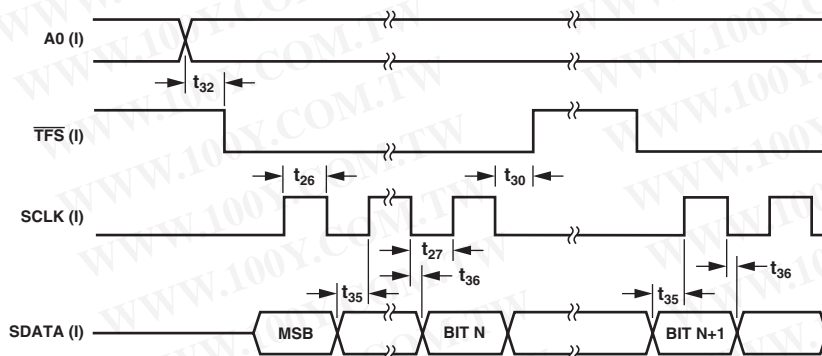 A0 (I)
t32
TFS (I)
t26
t30
SCLK (I)
t27
t36
t36
t35
t35
SDATA (I)
MSB
BIT N
BIT N+1
WWW.100Y.COM.TW